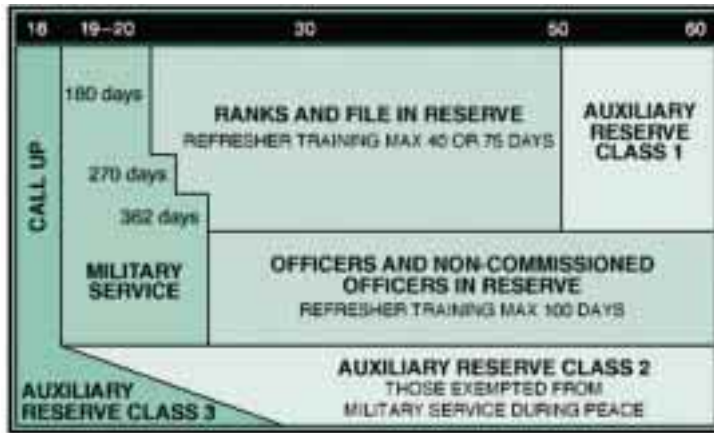 18 19–20 30 50 60
CALL UP
180 days
270 days
362 days
MILITARY
SERVICE
RANKS AND FILE IN RESERVE
REFRESHER TRAINING MAX 40 OR 75 DAYS
AUXILIARY
RESERVE
CLASS 1
OFFICERS AND NON-COMMISSIONED
OFFICERS IN RESERVE
REFRESHER TRAINING MAX 100 DAYS
AUXILIARY RESERVE CLASS 2
THOSE EXEMPTED FROM
MILITARY SERVICE DURING PEACE
AUXILIARY
RESERVE CLASS 3